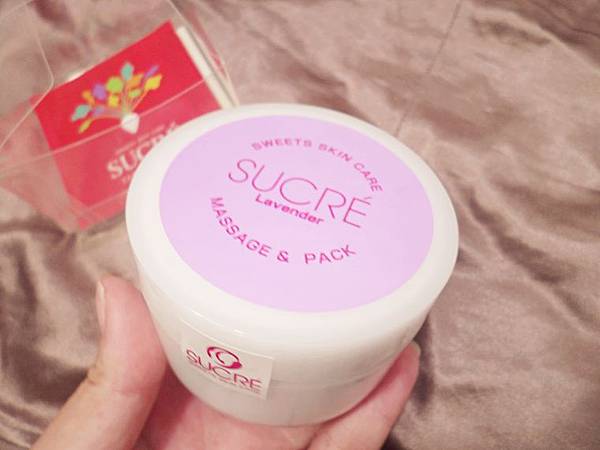 SWEETS SKIN CARE
SUCRÉ
Lavender
MASSAGE & PACK
SUCRÉ
SUCRÉ